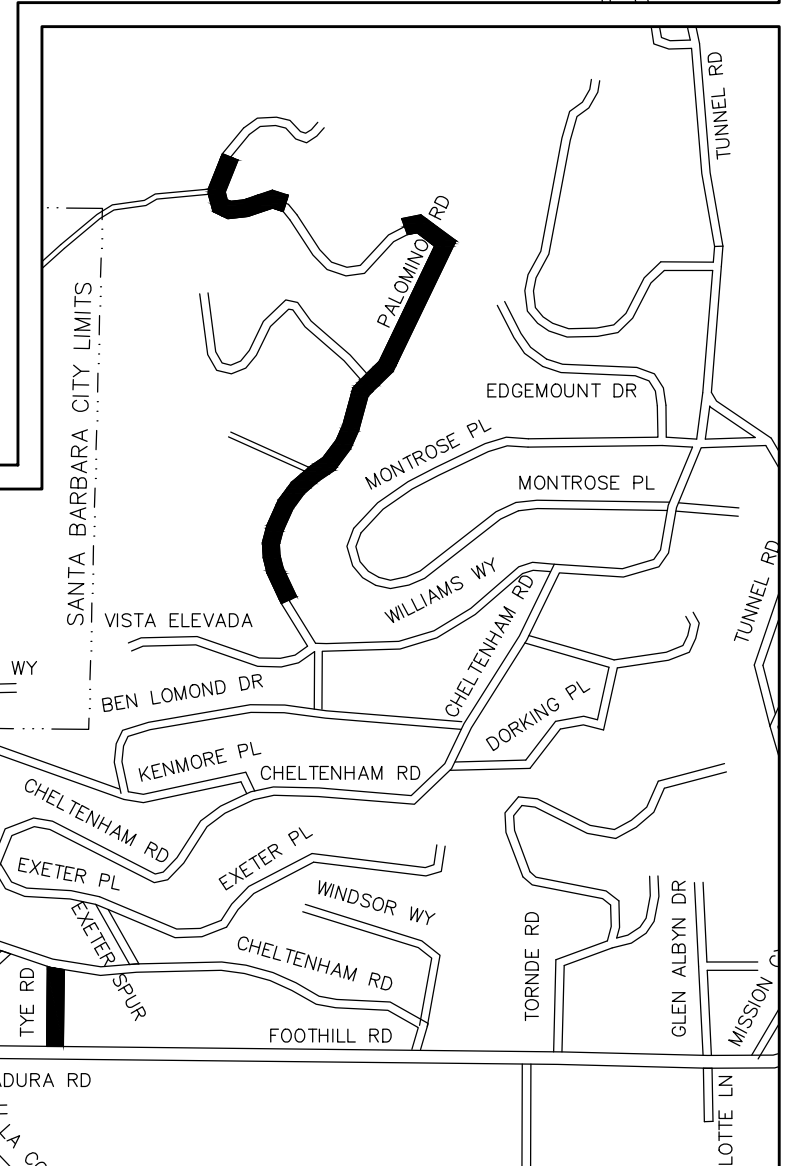 TUNNEL RD
PALOMINO RD
SANTA BARBARA CITY LIMITS
EDGEMOUNT DR
MONTROSE PL
MONTROSE PL
WILLIAMS WY
TUNNEL RD
CHELTENHAM RD
VISTA ELEVADA
WY
BEN LOMOND DR
DORKING PL
KENMORE PL
CHELTENHAM RD
CHELTENHAM RD
EXETER PL
EXETER PL
WINDSOR WY
EXETER SPUR
CHELTENHAM RD
TORNDE RD
GLEN ALBYN DR
MISSION C
TYE RD
FOOTHILL RD
ADURA RD
LOTTE LN
LA CO